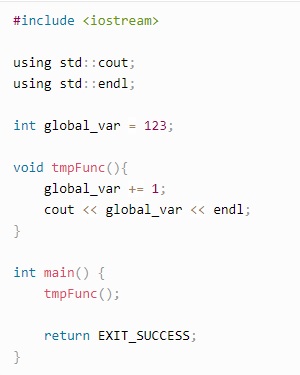 #include <iostream>
using std::cout;
using std::endl;
int global_var = 123;
void tmpFunc(){
    global_var += 1;
    cout << global_var << endl;
}
int main() {
    tmpFunc();
    return EXIT_SUCCESS;
}